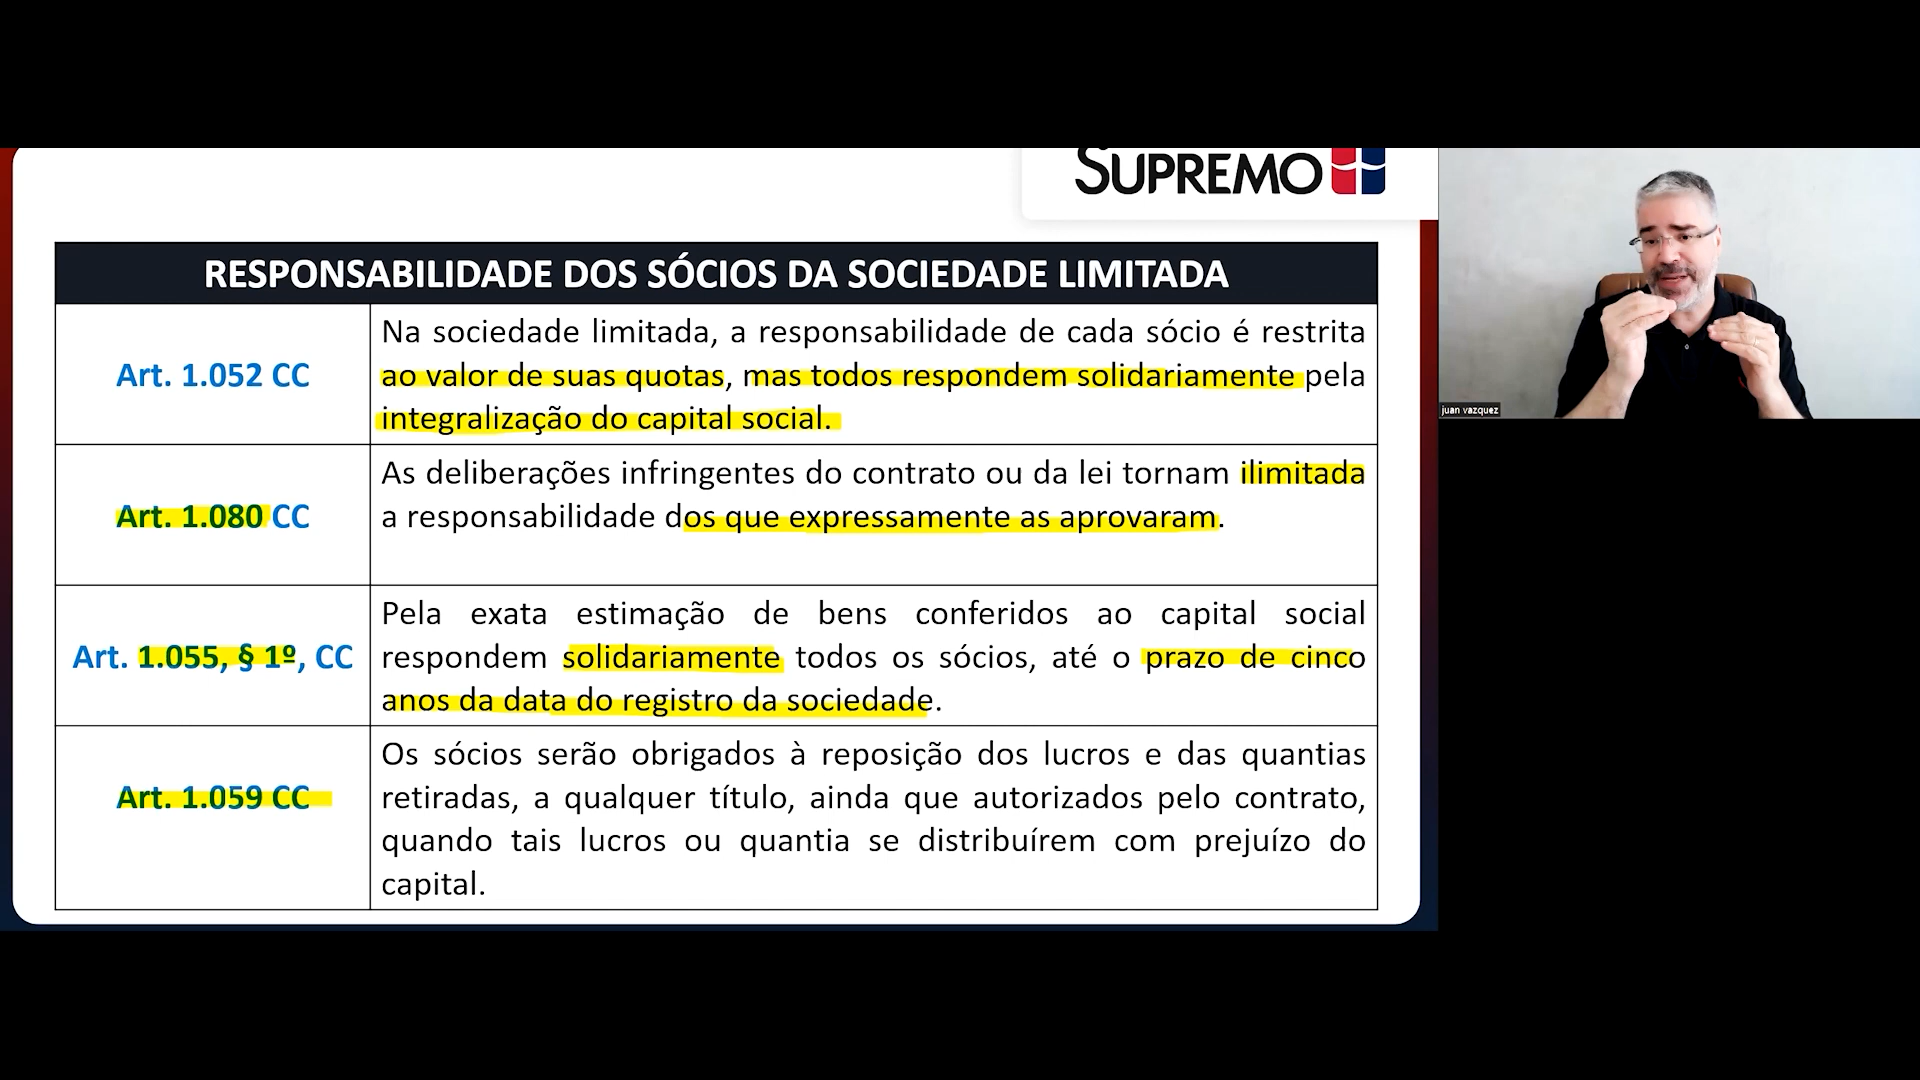 SUPREMO
RESPONSABILIDADE DOS SÓCIOS DA SOCIEDADE LIMITADA
Art. 1.052 CC
Na sociedade limitada, a responsabilidade de cada sócio é restrita
ao valor de suas quotas, mas todos respondem solidariamente pela
integralização do capital social.
Art. 1.080 CC
As deliberações infringentes do contrato ou da lei tornam ilimitada
a responsabilidade dos que expressamente as aprovaram.
Art. 1.055, § 1º, CC
Pela exata estimação de bens conferidos ao capital social
respondem solidariamente todos os sócios, até o prazo de cinco
anos da data do registro da sociedade.
Art. 1.059 CC
Os sócios serão obrigados à reposição dos lucros e das quantias
retiradas, a qualquer título, ainda que autorizados pelo contrato,
quando tais lucros ou quantia se distribuírem com prejuízo do
capital.
juan vazquez